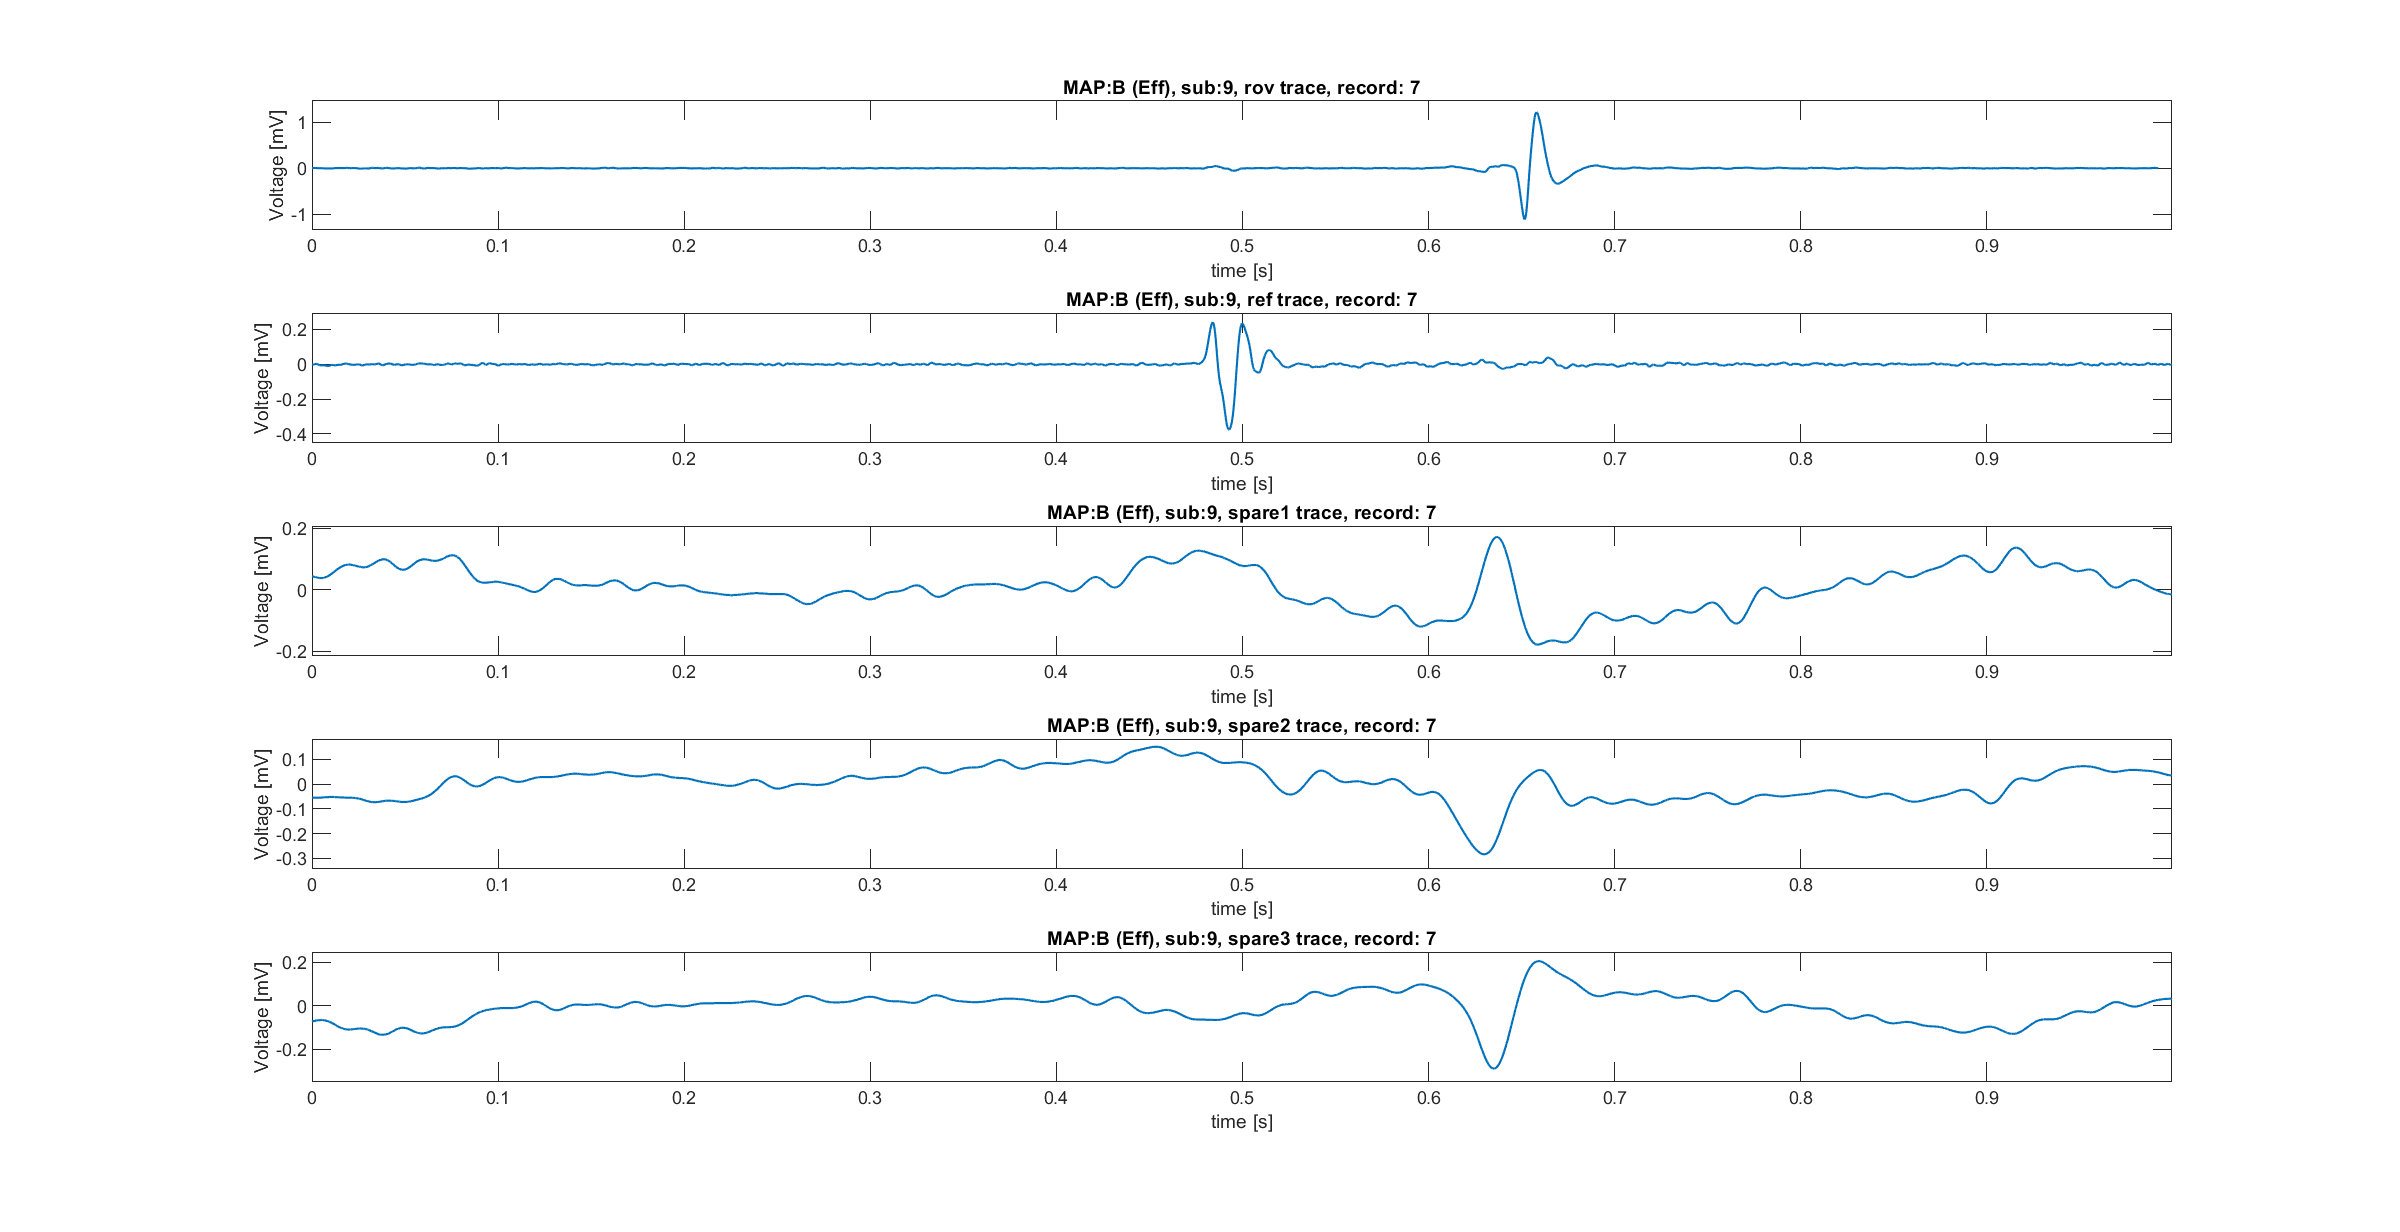 MAP:B (Eff), sub:9, rov trace, record: 7
Voltage [mV]
1
0
-1
0 0.1 0.2 0.3 0.4 0.5 0.6 0.7 0.8 0.9
time [s]
MAP:B (Eff), sub:9, ref trace, record: 7
Voltage [mV]
0.2
0
-0.2
-0.4
0 0.1 0.2 0.3 0.4 0.5 0.6 0.7 0.8 0.9
time [s]
MAP:B (Eff), sub:9, spare1 trace, record: 7
Voltage [mV]
0.2
0
-0.2
0 0.1 0.2 0.3 0.4 0.5 0.6 0.7 0.8 0.9
time [s]
MAP:B (Eff), sub:9, spare2 trace, record: 7
Voltage [mV]
0.1
0
-0.1
-0.2
-0.3
0 0.1 0.2 0.3 0.4 0.5 0.6 0.7 0.8 0.9
time [s]
MAP:B (Eff), sub:9, spare3 trace, record: 7
Voltage [mV]
0.2
0
-0.2
0 0.1 0.2 0.3 0.4 0.5 0.6 0.7 0.8 0.9
time [s]